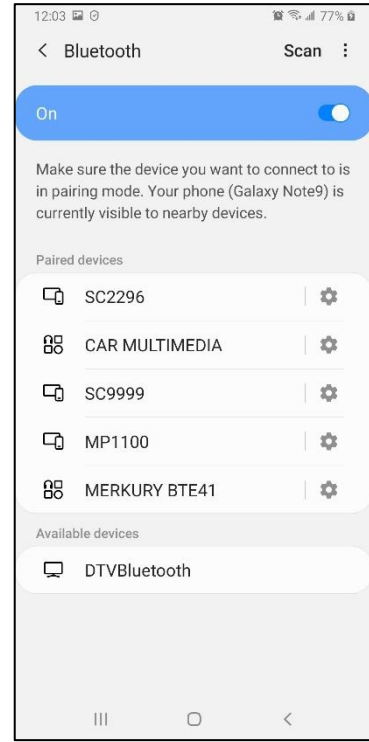 12:03 77%
Bluetooth Scan
On
Make sure the device you want to connect to is
in pairing mode. Your phone (Galaxy Note9) is
currently visible to nearby devices.
Paired devices
SC2296
CAR MULTIMEDIA
SC9999
MP1100
MERKURY BTE41
Available devices
DTVBluetooth